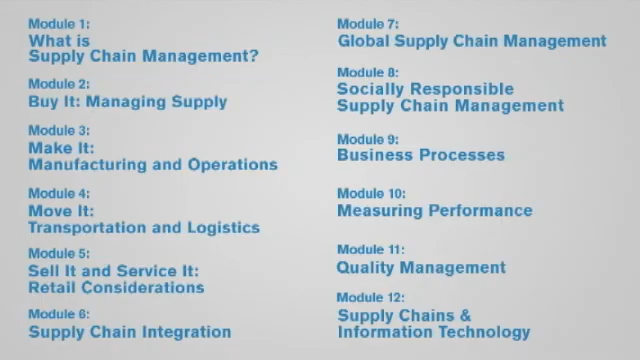 Module 1:
What is
Supply Chain Management?
Module 2:
Buy It: Managing Supply
Module 3:
Make It:
Manufacturing and Operations
Module 4:
Move It:
Transportation and Logistics
Module 5:
Sell It and Service It:
Retail Considerations
Module 6:
Supply Chain Integration
Module 7:
Global Supply Chain Management
Module 8:
Socially Responsible
Supply Chain Management
Module 9:
Business Processes
Module 10:
Measuring Performance
Module 11:
Quality Management
Module 12:
Supply Chains &
Information Technology